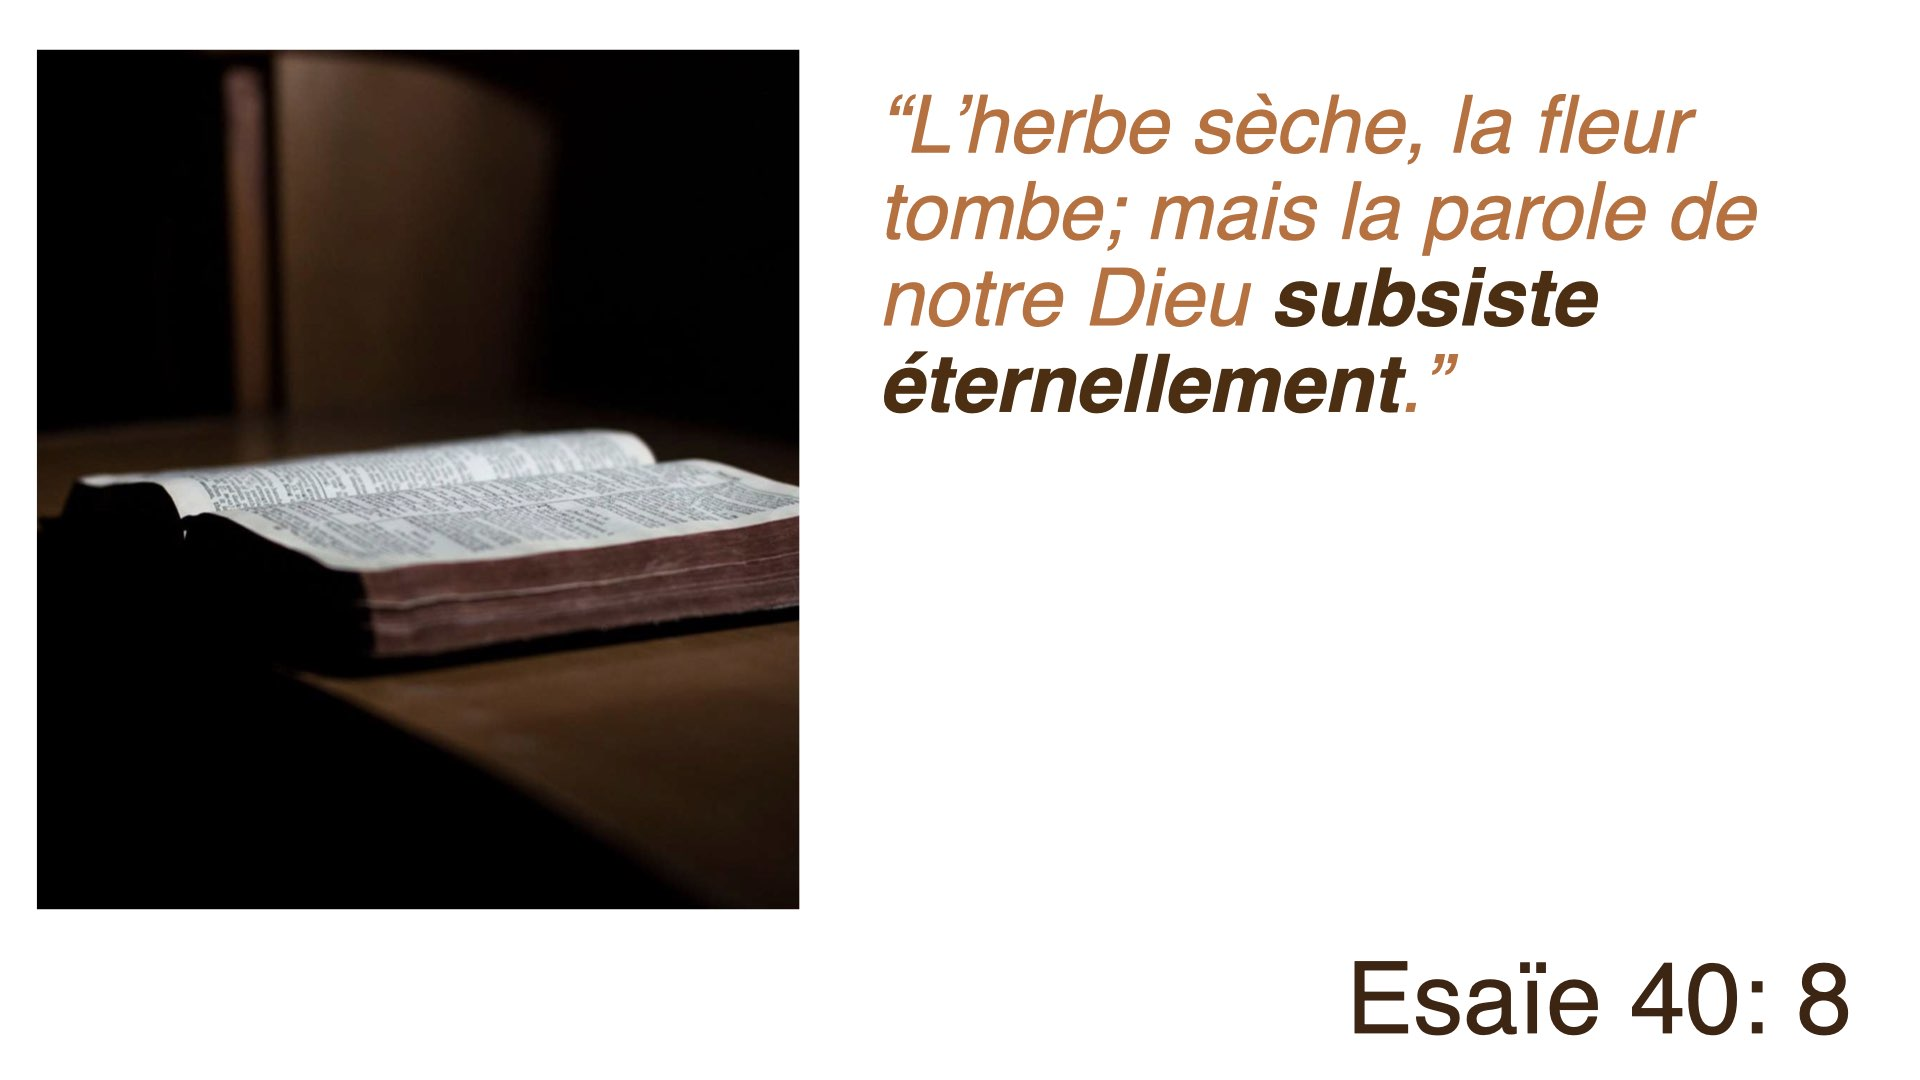 “L’herbe sèche, la fleur
tombe; mais la parole de
notre Dieu subsiste
éternellement.”
Esaïe 40: 8